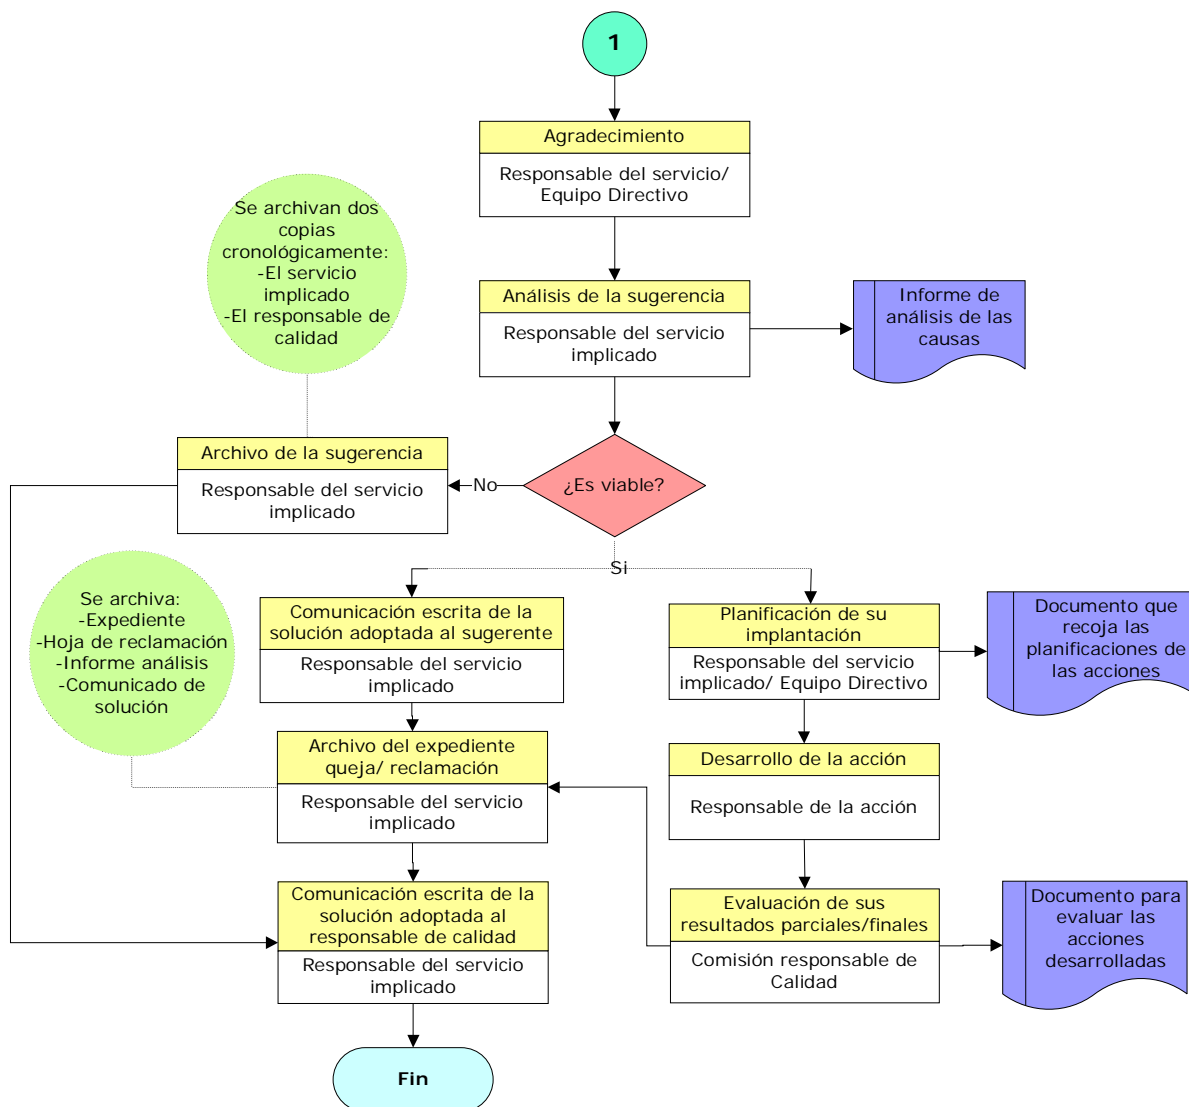 1
Agradecimiento
Responsable del servicio/
Equipo Directivo
Se archivan dos
copias
cronológicamente:
-El servicio
implicado
-El responsable de
calidad
Análisis de la sugerencia
Responsable del servicio
implicado
Informe de
análisis de las
causas
Archivo de la sugerencia
Responsable del servicio
implicado
No
¿Es viable?
Si
Se archiva:
-Expediente
-Hoja de reclamación
-Informe análisis
-Comunicado de
solución
Comunicación escrita de la
solución adoptada al sugerente
Responsable del servicio
implicado
Planificación de su
implantación
Responsable del servicio
implicado/ Equipo Directivo
Documento que
recoja las
planificaciones de
las acciones
Archivo del expediente
queja/ reclamación
Responsable del servicio
implicado
Desarrollo de la acción
Responsable de la acción
Comunicación escrita de la
solución adoptada al
responsable de calidad
Responsable del servicio
implicado
Evaluación de sus
resultados parciales/finales
Comisión responsable de
Calidad
Documento para
evaluar las
acciones
desarrolladas
Fin